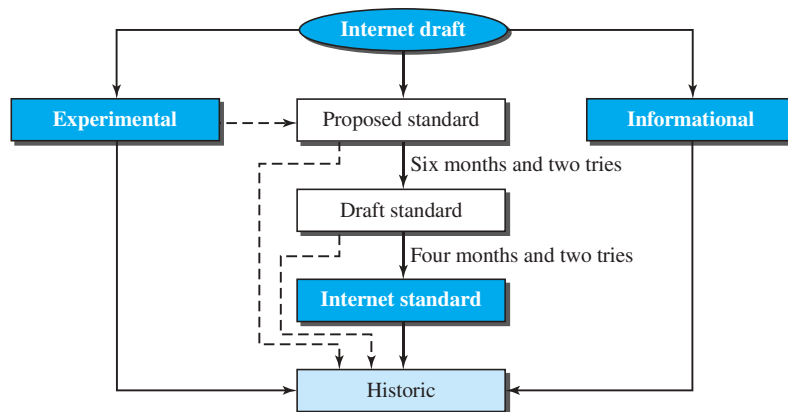 Internet draft
Experimental
Proposed standard
Informational
Six months and two tries
Draft standard
Four months and two tries
Internet standard
Historic